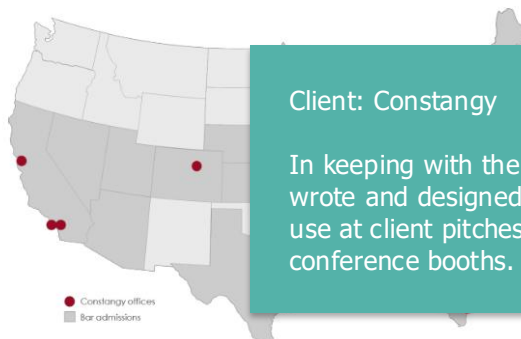 Client: Constangy
In keeping with the
wrote and designed
use at client pitches
conference booths.
Constangy offices
Bar admissions